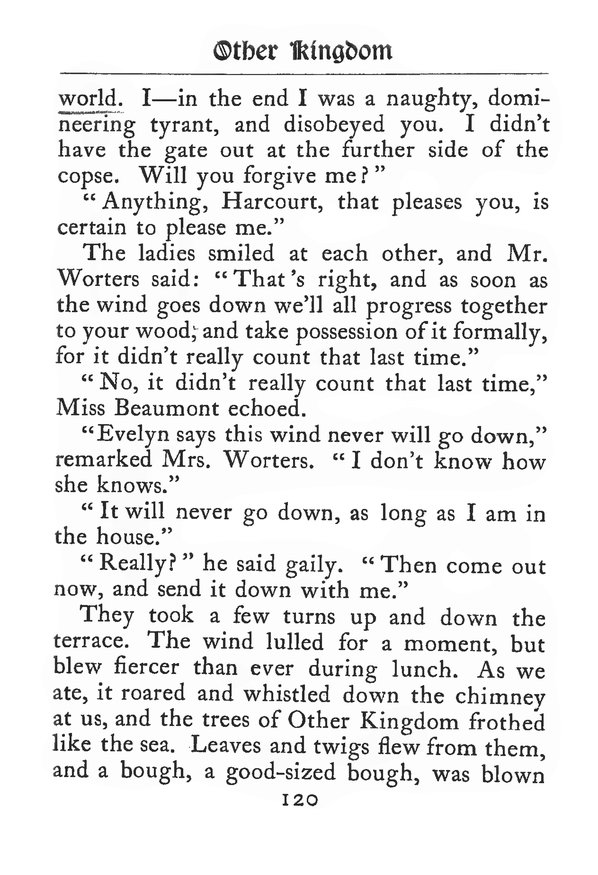 Other Kingdom
world. I—in the end I was a naughty, domi-
neering tyrant, and disobeyed you. I didn't
have the gate out at the further side of the
copse. Will you forgive me?"
"Anything, Harcourt, that pleases you, is
certain to please me."
The ladies smiled at each other, and Mr.
Worters said: "That's right, and as soon as
the wind goes down we'll all progress together
to your wood, and take possession of it formally,
for it didn't really count that last time."
"No, it didn't really count that last time,"
Miss Beaumont echoed.
"Evelyn says this wind never will go down,"
remarked Mrs. Worters. "I don't know how
she knows."
"It will never go down, as long as I am in
the house."
"Really?" he said gaily. "Then come out
now, and send it down with me."
They took a few turns up and down the
terrace. The wind lulled for a moment, but
blew fiercer than ever during lunch. As we
ate, it roared and whistled down the chimney
at us, and the trees of Other Kingdom frothed
like the sea. Leaves and twigs flew from them,
and a bough, a good-sized bough, was blown
120